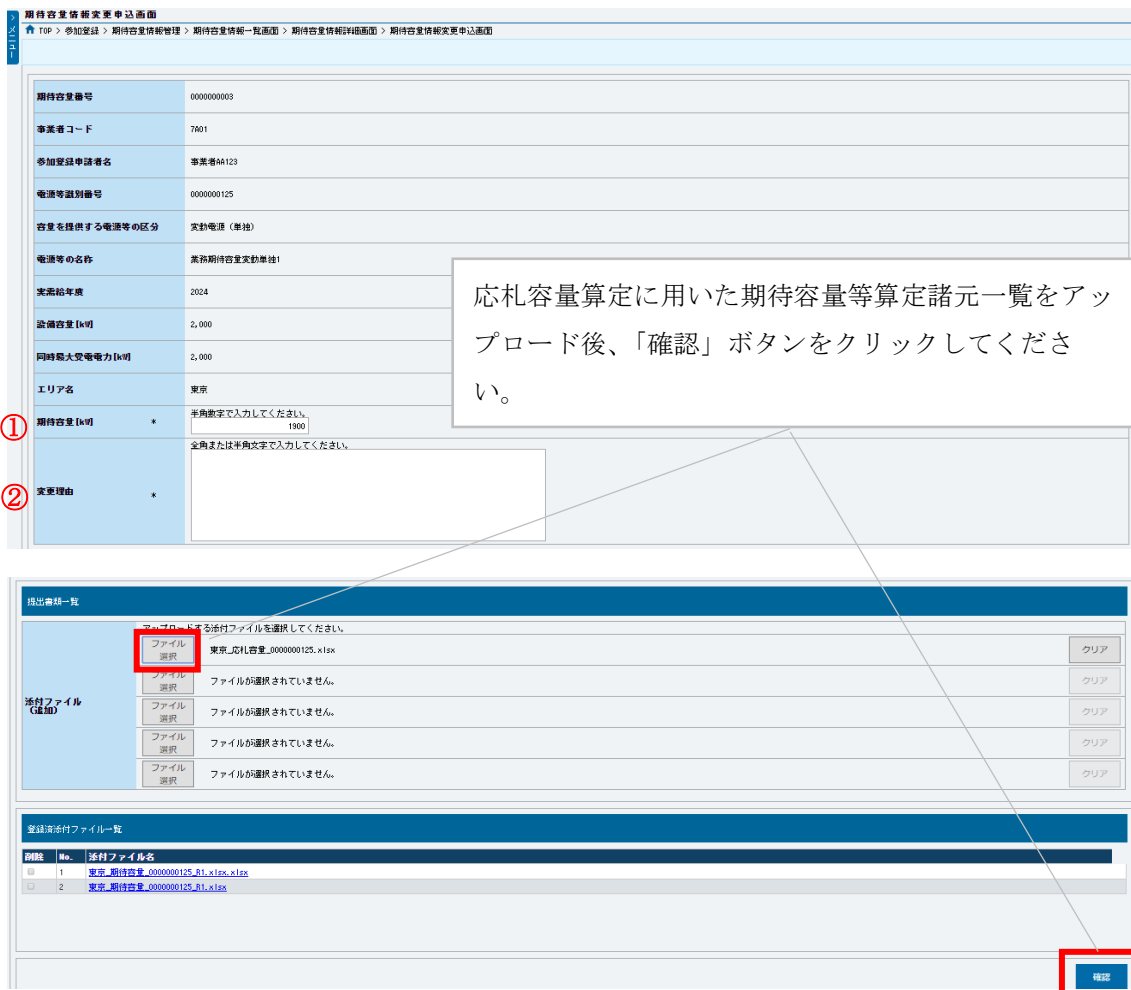 期待容量情報変更申込画面
> メニュー
TOP > 参加登録 > 期待容量情報管理 > 期待容量情報一覧画面 > 期待容量情報詳細画面 > 期待容量情報変更申込画面
期待容量番号 0000000003
事業者コード 7A01
参加登録申請者名 事業者AA123
電源等識別番号 0000000125
容量を提供する電源等の区分 変動電源（単独）
電源等の名称 業務期待容量変動単独1
実需給年度 2024
設備容量[kW] 2,000
同時最大受電電力[kW] 2,000
エリア名 東京
応札容量算定に用いた期待容量等算定諸元一覧をアッ
プロード後、「確認」ボタンをクリックしてくださ
い。
① 期待容量[kW] * 半角数字で入力してください。
1900
全角または半角文字で入力してください。
② 変更理由 *
提出書類一覧
アップロードする添付ファイルを選択してください。
添付ファイル
（追加）
ファイル
選択 東京_応札容量_0000000125.xlsx クリア
ファイル
選択 ファイルが選択されていません。 クリア
ファイル
選択 ファイルが選択されていません。 クリア
ファイル
選択 ファイルが選択されていません。 クリア
ファイル
選択 ファイルが選択されていません。 クリア
登録済添付ファイル一覧
削除 No. 添付ファイル名
1 東京_期待容量_0000000125_R1.xlsx.xlsx
2 東京_期待容量_0000000125_R1.xlsx
確認